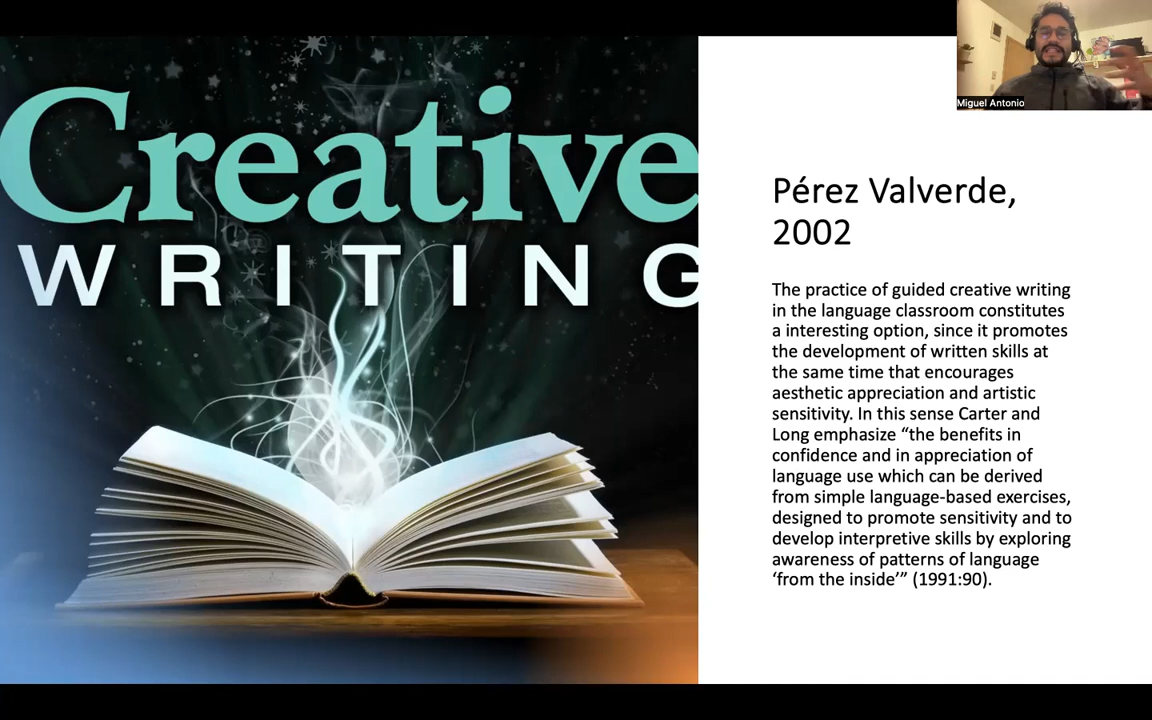 Creative
WRITING
Miguel Antonio
Pérez Valverde,
2002
The practice of guided creative writing
in the language classroom constitutes
a interesting option, since it promotes
the development of written skills at
the same time that encourages
aesthetic appreciation and artistic
sensitivity. In this sense Carter and
Long emphasize “the benefits in
confidence and in appreciation of
language use which can be derived
from simple language-based exercises,
designed to promote sensitivity and to
develop interpretive skills by exploring
awareness of patterns of language
‘from the inside’” (1991:90).